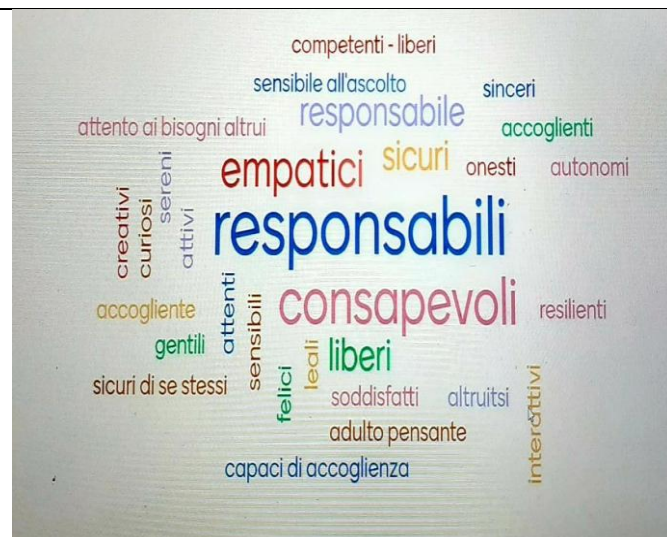 competenti - liberi
sensibile all'ascolto
sinceri
responsabile
attento ai bisogni altrui
accoglienti
empatici
sicuri
onesti
autonomi
creativi
curiosi
sereni
attivi
responsabili
accogliente
attenti
sensibili
consapevoli
resilienti
gentili
leali
liberi
sicuri di se stessi
felici
soddisfatti
altruitsi
interattivi
adulto pensante
capaci di accoglienza